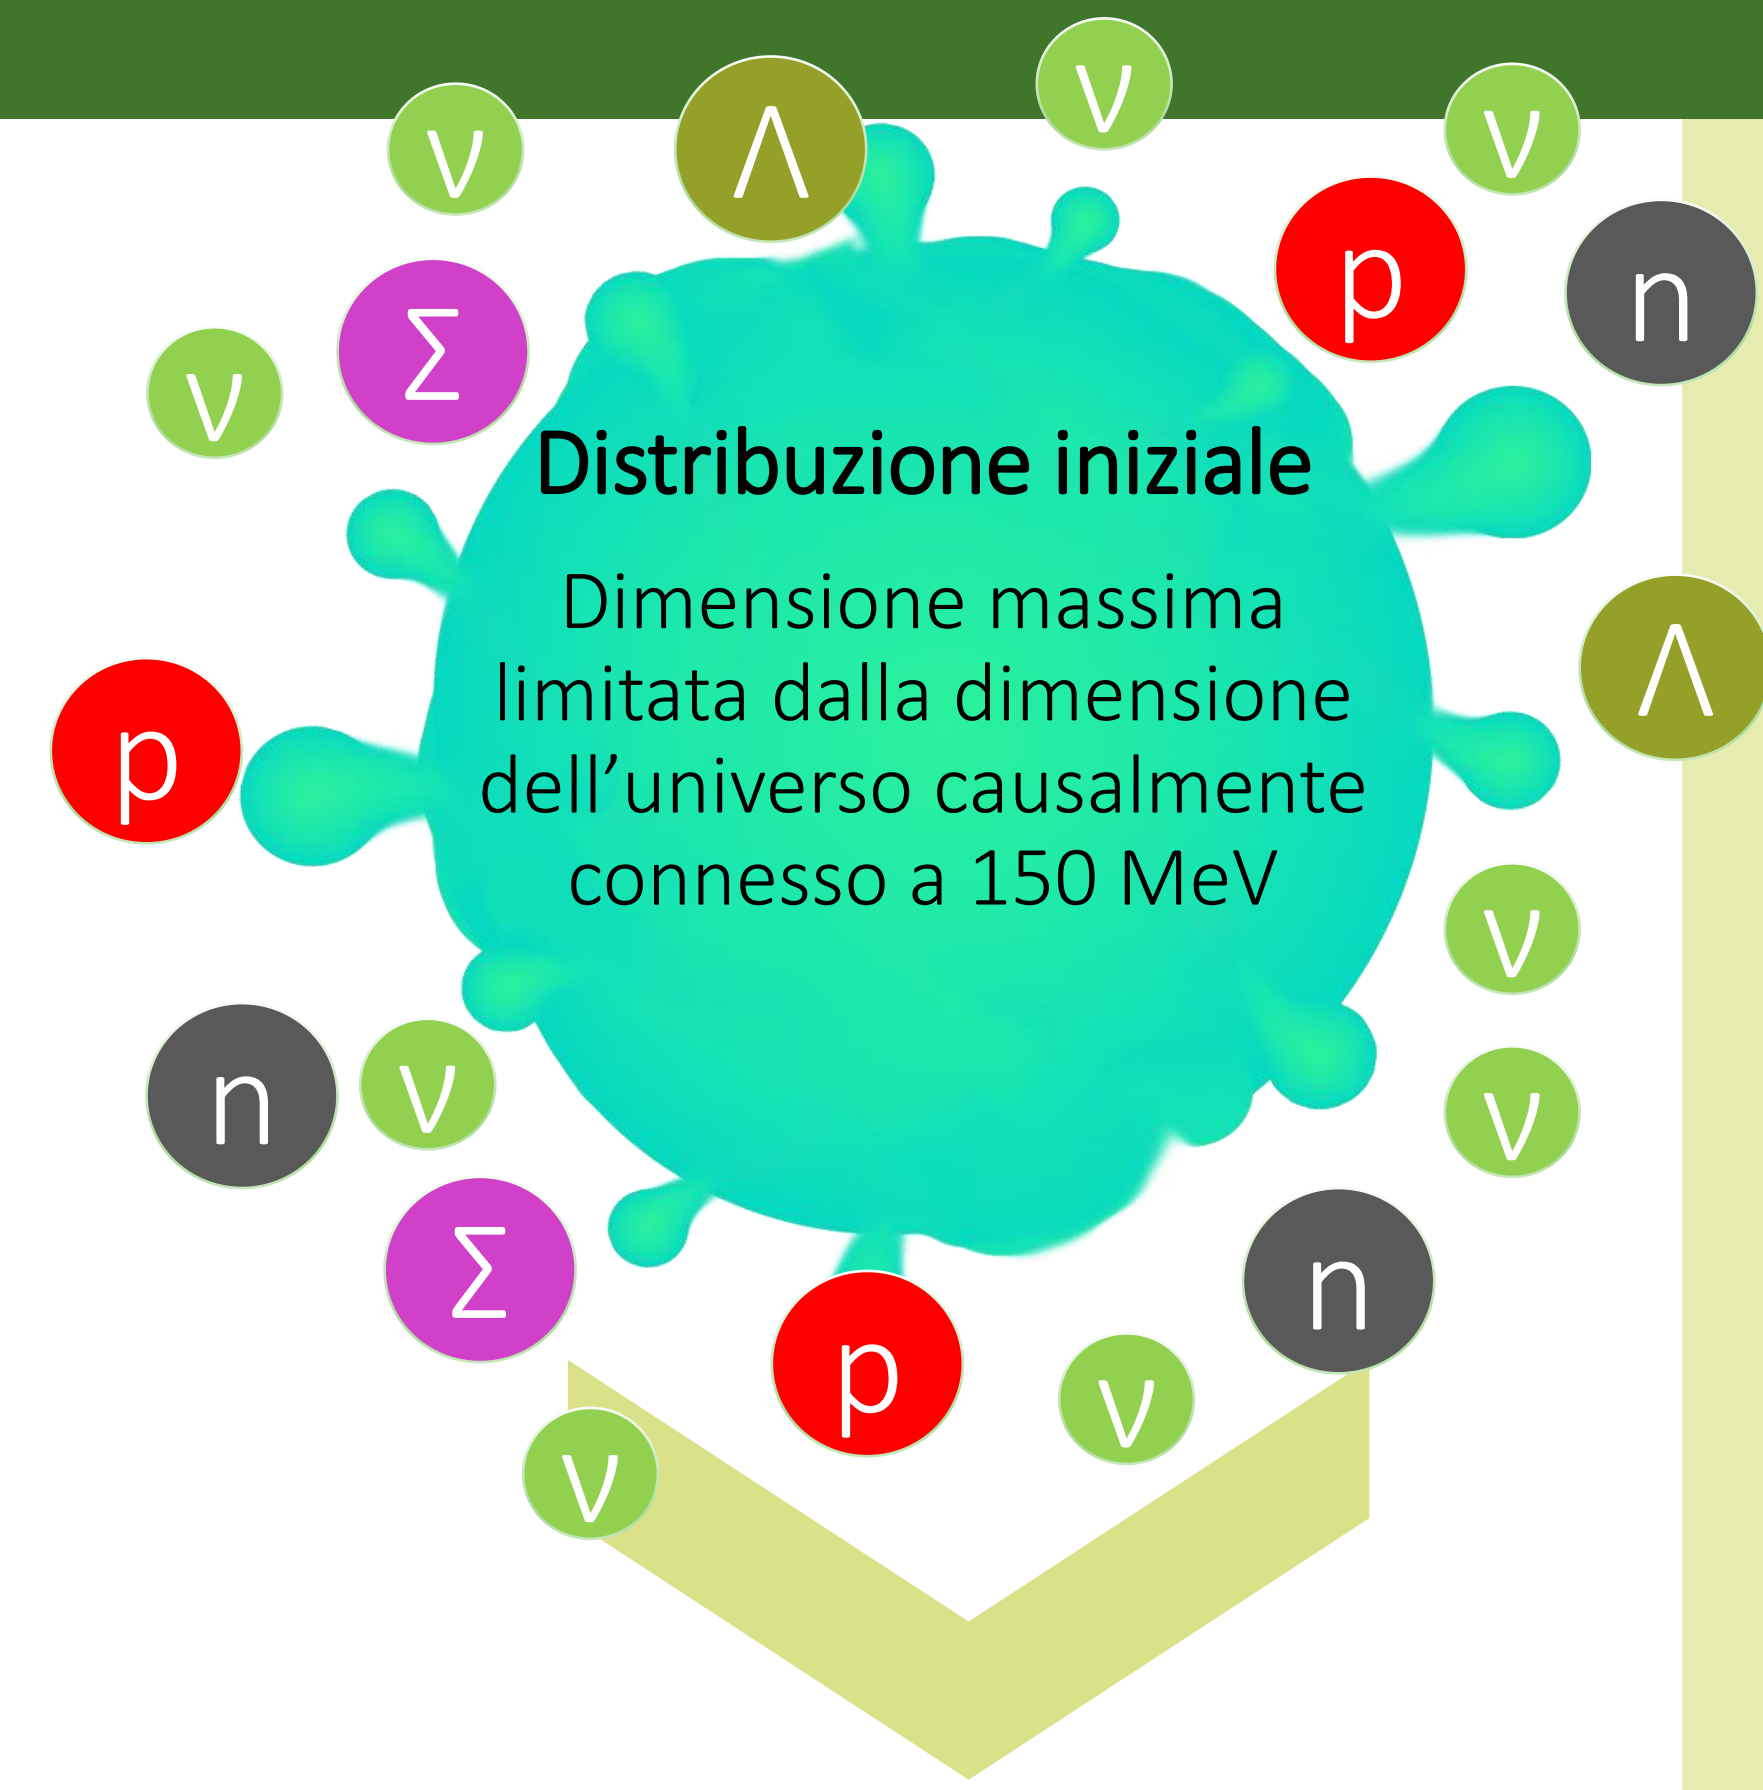 ν
Λ
ν
ν
p
n
Σ
ν
Distribuzione iniziale
Dimensione massima
limitata dalla dimensione
dell’universo causalmente
connesso a 150 MeV
Λ
p
ν
n
ν
ν
Σ
n
p
ν
ν